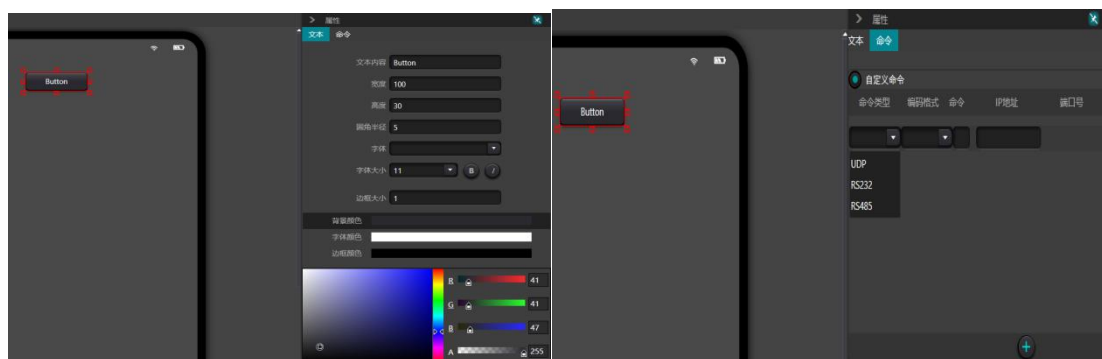 属性
文本 命令
Button
文本内容 Button
宽度 100
高度 30
圆角半径 5
字体
字体大小 11 B I
边框大小 1
背景颜色
字体颜色
边框颜色
R 41
G 41
B 47
A 255
属性
文本 命令
Button
自定义命令
命令类型 编码格式 命令 IP地址 端口号
UDP
RS232
RS485